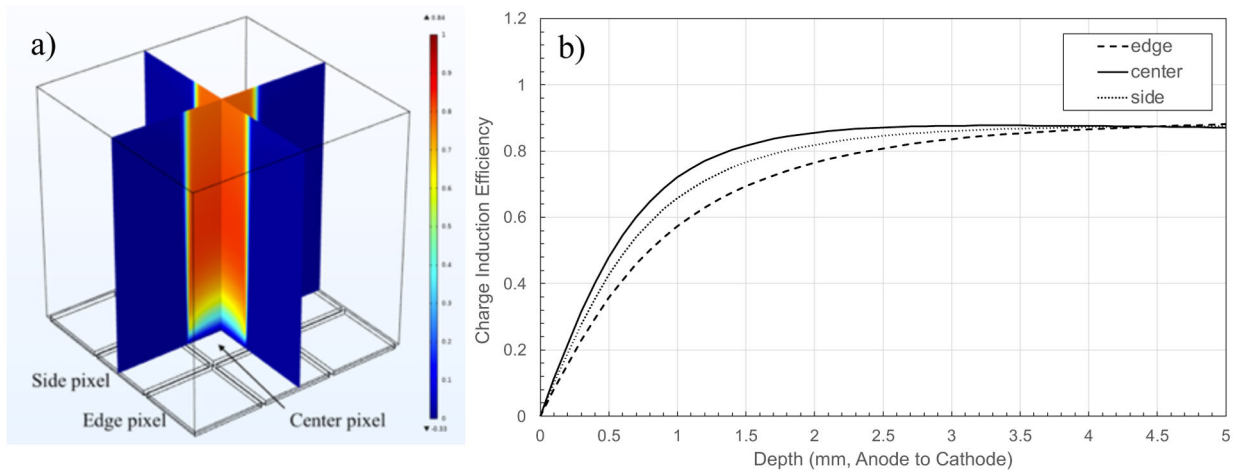 a)
▲ 0.84
1
0.9
0.8
0.7
0.6
0.5
0.4
0.3
0.2
0.1
0
▼ -0.33
Side pixel
Edge pixel
Center pixel
b)
edge
center
side
1.2
1
0.8
0.6
0.4
0.2
0
Charge Induction Efficiency
0 0.5 1 1.5 2 2.5 3 3.5 4 4.5 5
Depth (mm, Anode to Cathode)